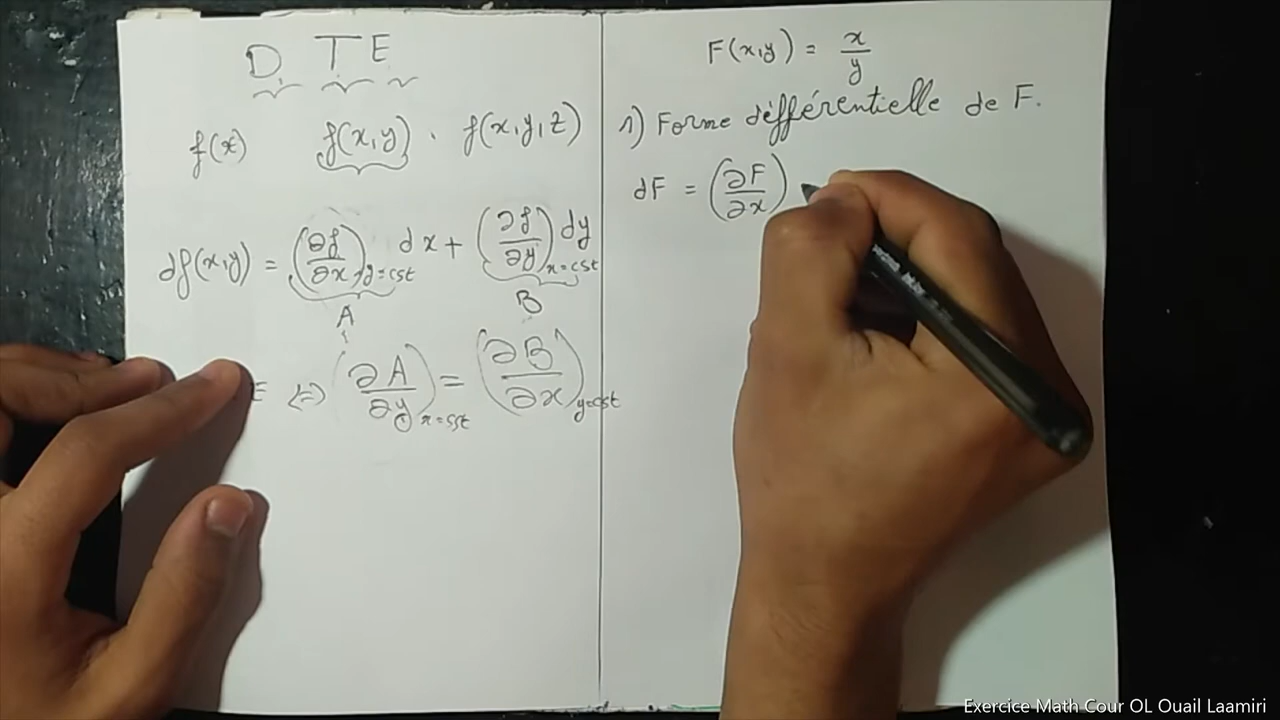 D. T E
f(x) f(x,y) . f(x,y,z)
df(x,y) = (∂f/∂x)y=cst dx + (∂f/∂y)x=cst dy
A B
E ⇔ (∂A/∂y)x=cst = (∂B/∂x)y=cst
F(x,y) = x/y
1) Forme différentielle de F.
dF = (∂F/∂x)
Exercice Math Cour OL Ouail Laamiri